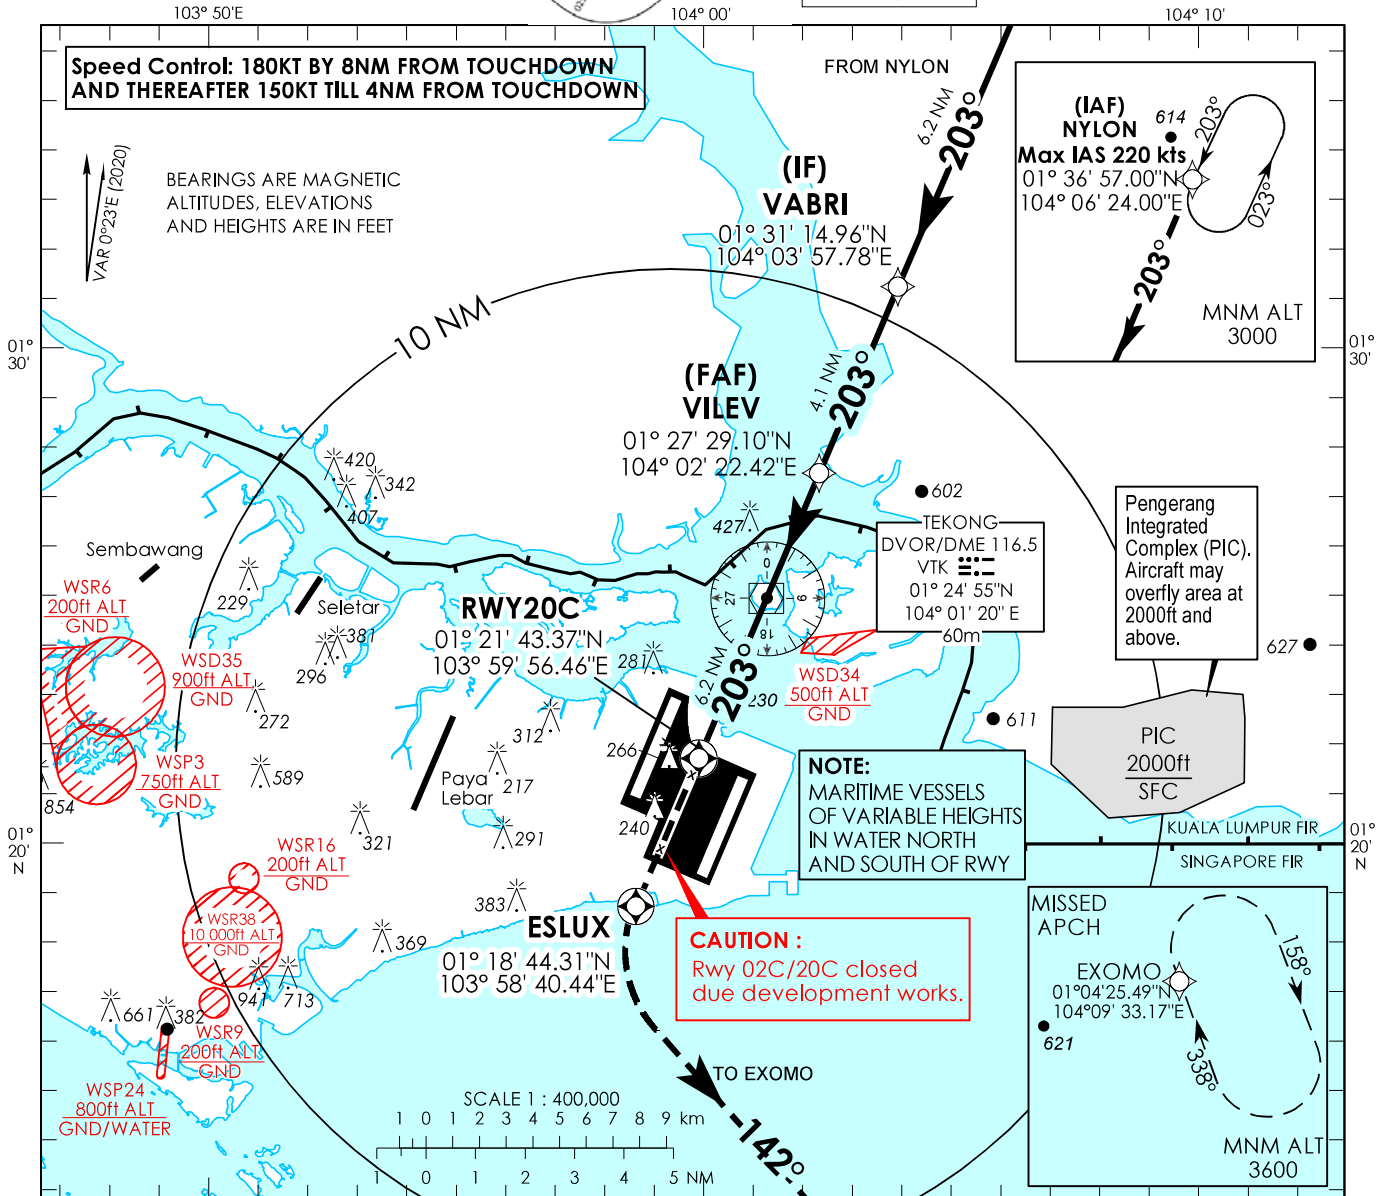 103° 50'E
104° 00'
104° 10'
Speed Control: 180KT BY 8NM FROM TOUCHDOWN
AND THEREAFTER 150KT TILL 4NM FROM TOUCHDOWN
FROM NYLON
6.2 NM
203°
VAR 0°23'E (2020)
BEARINGS ARE MAGNETIC
ALTITUDES, ELEVATIONS
AND HEIGHTS ARE IN FEET
(IF)
VABRI
01° 31' 14.96"N
104° 03' 57.78"E
(IAF)
NYLON
Max IAS 220 kts
01° 36' 57.00"N
104° 06' 24.00"E
614
203°
023°
203°
MNM ALT
3000
10 NM
01°
30'
01°
30'
4.1 NM
203°
(FAF)
VILEV
01° 27' 29.10"N
104° 02' 22.42"E
420
342
407
427
602
TEKONG
DVOR/DME 116.5
VTK
01° 24' 55"N
104° 01' 20" E
60m
0
9
18
27
Pengerang
Integrated
Complex (PIC).
Aircraft may
overfly area at
2000ft and
above.
627
Sembawang
WSR6
200ft ALT
GND
229
Seletar
381
296
RWY20C
01° 21' 43.37"N
103° 59' 56.46"E
281
6.2 NM
203°
230
WSD34
500ft ALT
GND
611
WSD35
900ft ALT
GND
272
312
266
PIC
2000ft
SFC
WSP3
750ft ALT
GND
589
217
Paya
Lebar
854
NOTE:
MARITIME VESSELS
OF VARIABLE HEIGHTS
IN WATER NORTH
AND SOUTH OF RWY
321
291
240
KUALA LUMPUR FIR
SINGAPORE FIR
01°
20'
N
01°
20'
N
WSR16
200ft ALT
GND
383
WSR38
10 000ft ALT
GND
369
ESLUX
01° 18' 44.31"N
103° 58' 40.44"E
CAUTION :
Rwy 02C/20C closed
due development works.
MISSED
APCH
EXOMO
01°04'25.49"N
104°09' 33.17"E
158°
338°
621
MNM ALT
3600
941
713
661
382
WSR9
200ft ALT
GND
WSP24
800ft ALT
GND/WATER
TO EXOMO
142°
SCALE 1 : 400,000
1 0 1 2 3 4 5 6 7 8 9 km
1 0 1 2 3 4 5 NM